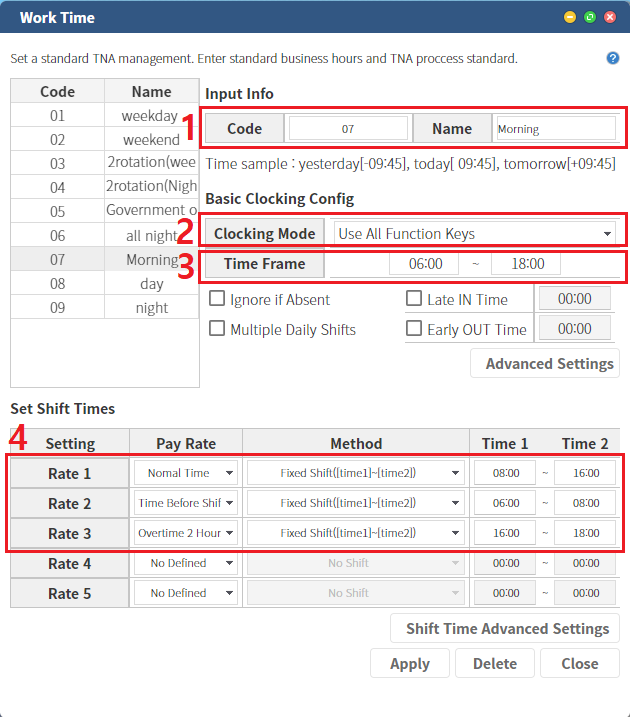 Work Time
Set a standard TNA management. Enter standard business hours and TNA proccess standard.
?
Code Name
01 weekday
02 weekend
03 2rotation(wee
04 2rotation(Nigh
05 Government o
06 all night
07 Morning
08 day
09 night
Input Info
1
Code 07 Name Morning
Time sample : yesterday[-09:45], today[ 09:45], tomorrow[+09:45]
Basic Clocking Config
2
Clocking Mode Use All Function Keys
3
Time Frame 06:00 ~ 18:00
Ignore if Absent Late IN Time 00:00
Multiple Daily Shifts Early OUT Time 00:00
Advanced Settings
Set Shift Times
4
Setting Pay Rate Method Time 1 Time 2
Rate 1 Nomal Time Fixed Shift([time1]~[time2]) 08:00 ~ 16:00
Rate 2 Time Before Shif Fixed Shift([time1]~[time2]) 06:00 ~ 08:00
Rate 3 Overtime 2 Hour Fixed Shift([time1]~[time2]) 16:00 ~ 18:00
Rate 4 No Defined No Shift 00:00 ~ 00:00
Rate 5 No Defined No Shift 00:00 ~ 00:00
Shift Time Advanced Settings
Apply Delete Close